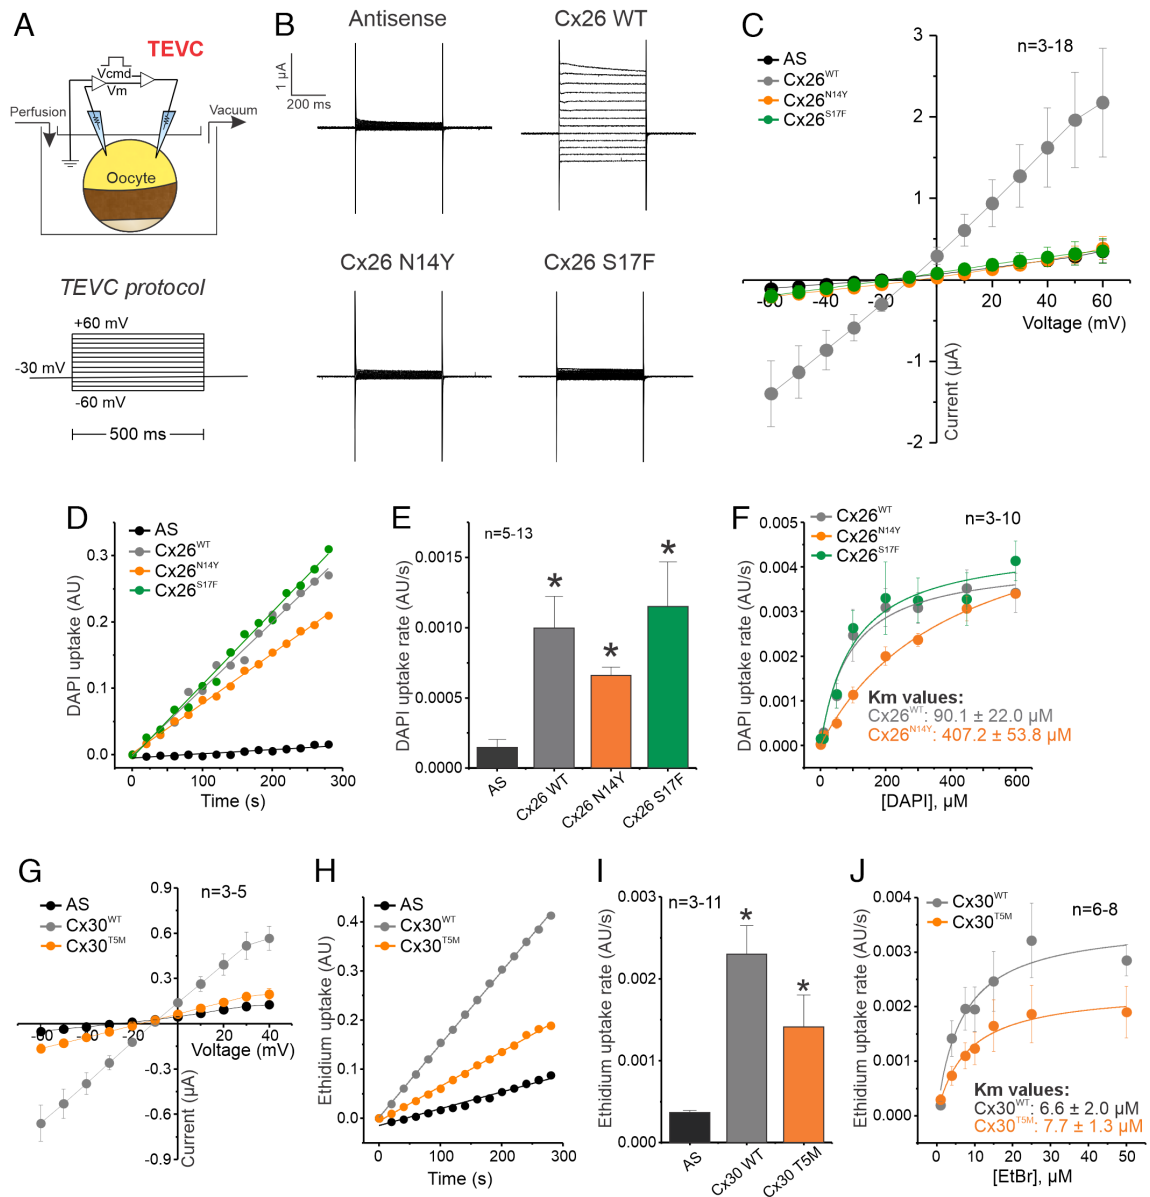 A
TEVC
Vcmd
Vm
Perfusion
Vacuum
Oocyte
TEVC protocol
+60 mV
-30 mV
-60 mV
500 ms
B
Antisense
Cx26 WT
1 µA
200 ms
Cx26 N14Y
Cx26 S17F
C
n=3-18
AS
Cx26WT
Cx26N14Y
Cx26S17F
3
2
1
-60
-40
-20
20
40
60
Voltage (mV)
-1
-2
Current (µA)
D
AS
Cx26WT
Cx26N14Y
Cx26S17F
DAPI uptake (AU)
0.3
0.2
0.1
0.0
0
100
200
300
Time (s)
E
n=5-13
DAPI uptake rate (AU/s)
0.0015
0.0010
0.0005
0.0000
*
*
*
AS
Cx26 WT
Cx26 N14Y
Cx26 S17F
F
Cx26WT
Cx26N14Y
Cx26S17F
n=3-10
DAPI uptake rate (AU/s)
0.005
0.004
0.003
0.002
0.001
0.000
Km values:
Cx26WT: 90.1 ± 22.0 µM
Cx26N14Y: 407.2 ± 53.8 µM
0
200
400
600
[DAPI], µM
G
AS
Cx30WT
Cx30T5M
n=3-5
0.9
0.6
0.3
-60
-40
-20
20
40
Voltage (mV)
-0.3
-0.6
-0.9
Current (µA)
H
AS
Cx30WT
Cx30T5M
Ethidium uptake (AU)
0.4
0.3
0.2
0.1
0.0
0
100
200
300
Time (s)
I
n=3-11
Ethidium uptake rate (AU/s)
0.003
0.002
0.001
0.000
*
*
AS
Cx30 WT
Cx30 T5M
J
Cx30WT
Cx30T5M
n=6-8
Ethidium uptake rate (AU/s)
0.004
0.003
0.002
0.001
0.000
Km values:
Cx30WT: 6.6 ± 2.0 µM
Cx30T5M: 7.7 ± 1.3 µM
0
10
20
30
40
50
[EtBr], µM